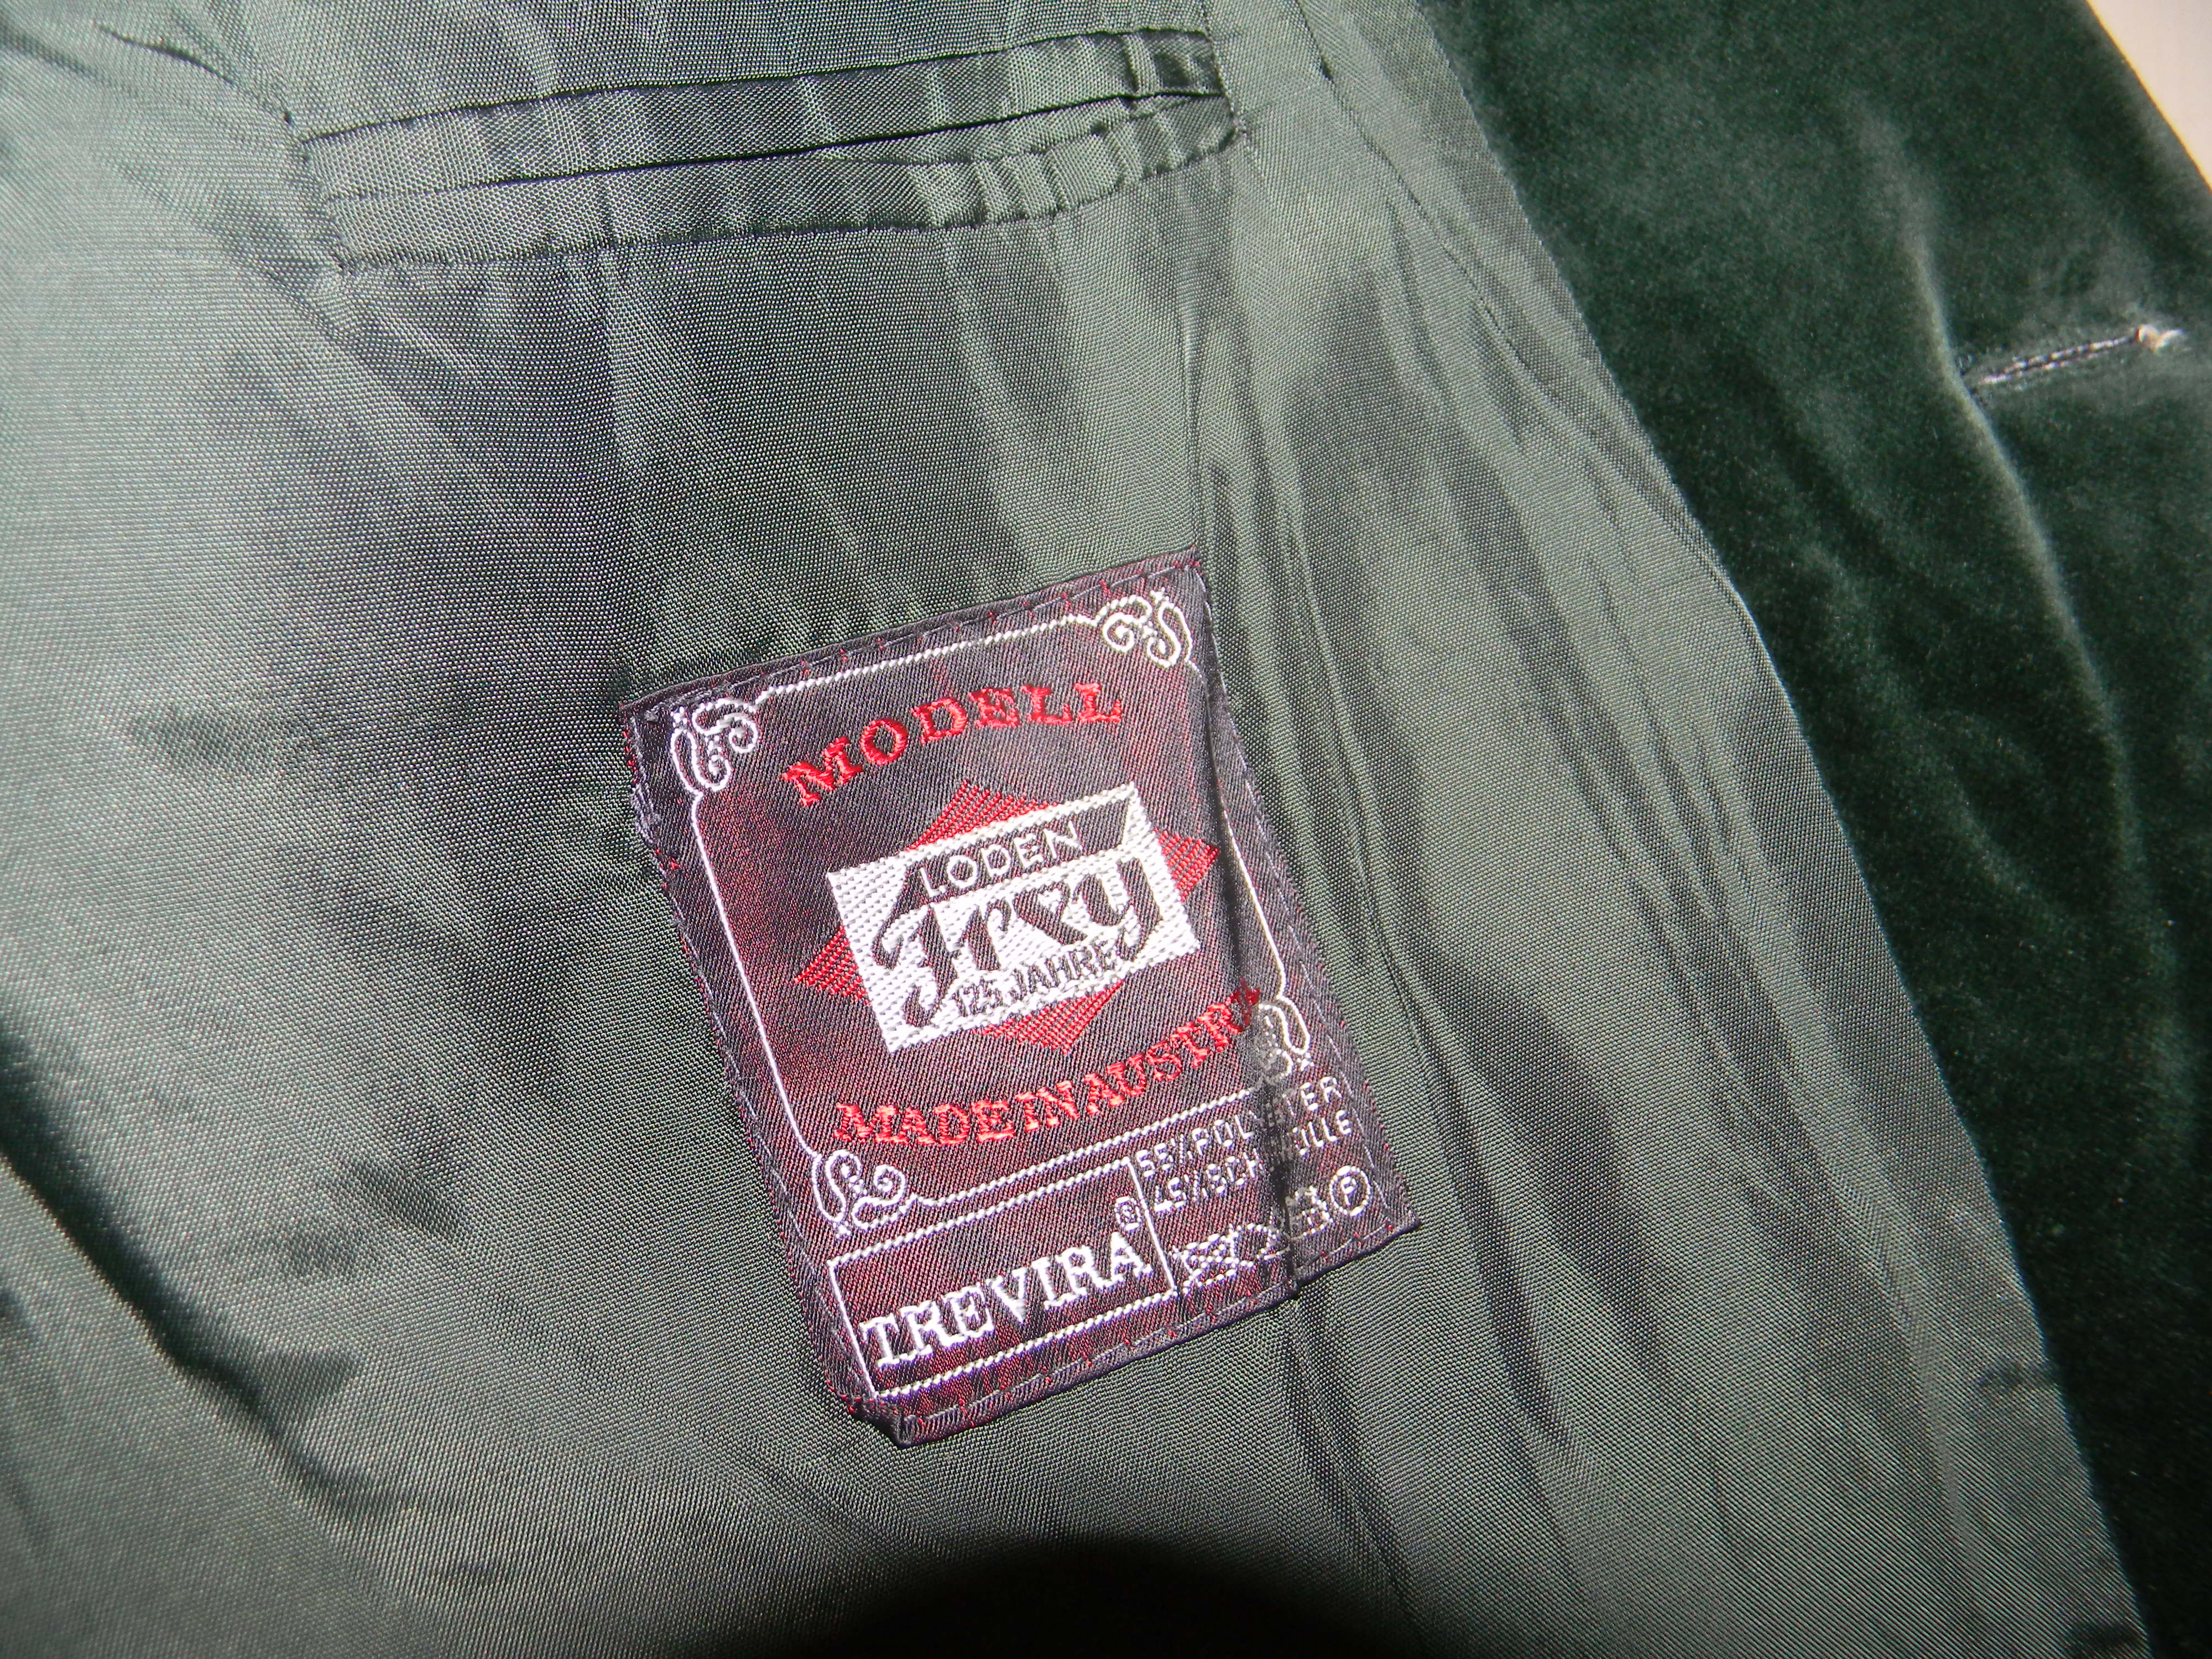 MODELL
LODEN
Frey
125 JAHRE
MADE IN AUSTRIA
55% POLYESTER
45% SCHURWOLLE
TREVIRA ®
F